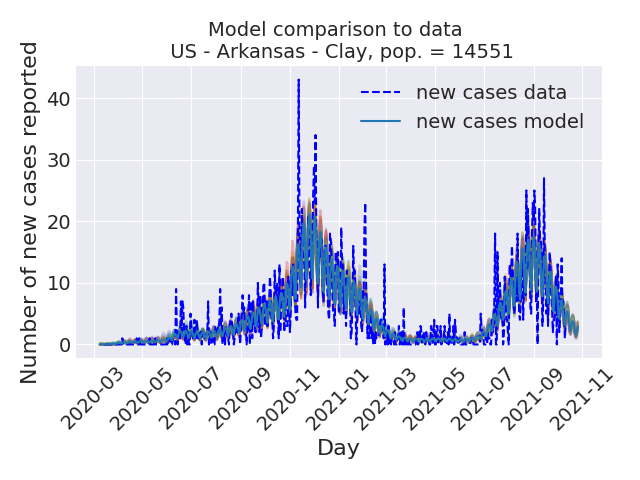 Model comparison to data
US - Arkansas - Clay, pop. = 14551
Number of new cases reported
40
30
20
10
0
new cases data
new cases model
2020-03
2020-05
2020-07
2020-09
2020-11
2021-01
2021-03
2021-05
2021-07
2021-09
2021-11
Day